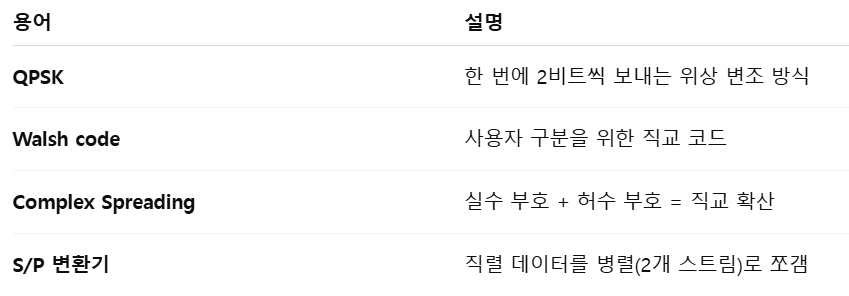 용어 설명
QPSK 한 번에 2비트씩 보내는 위상 변조 방식
Walsh code 사용자 구분을 위한 직교 코드
Complex Spreading 실수 부호 + 허수 부호 = 직교 확산
S/P 변환기 직렬 데이터를 병렬(2개 스트림)로 쪼갬